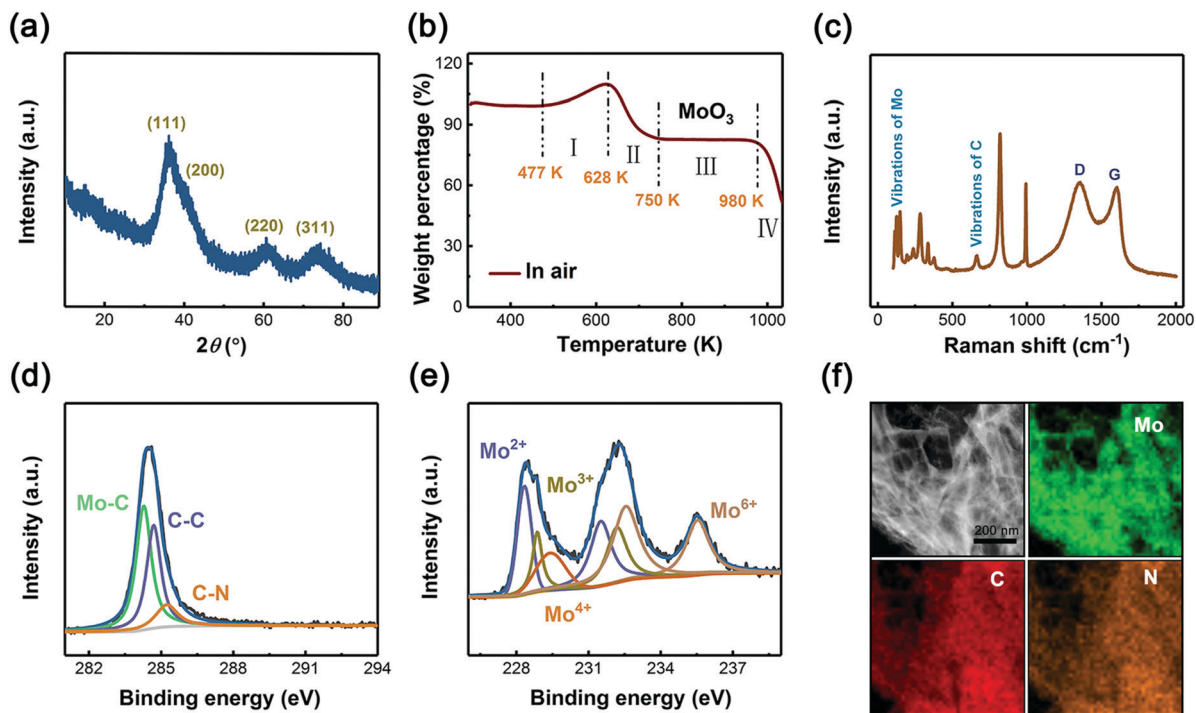 (a)
(111)
(200)
(220)
(311)
Intensity (a.u.)
20
40
60
80
2θ (°)
(b)
120
90
60
30
0
Weight percentage (%)
MoO3
I
II
III
IV
477 K
628 K
750 K
980 K
In air
400
600
800
1000
Temperature (K)
(c)
Intensity (a.u.)
Vibrations of Mo
Vibrations of C
D
G
0
500
1000
1500
2000
Raman shift (cm-1)
(d)
Intensity (a.u.)
Mo-C
C-C
C-N
282
285
288
291
294
Binding energy (eV)
(e)
Intensity (a.u.)
Mo2+
Mo3+
Mo6+
Mo4+
228
231
234
237
Binding energy (eV)
(f)
Mo
200 nm
C
N